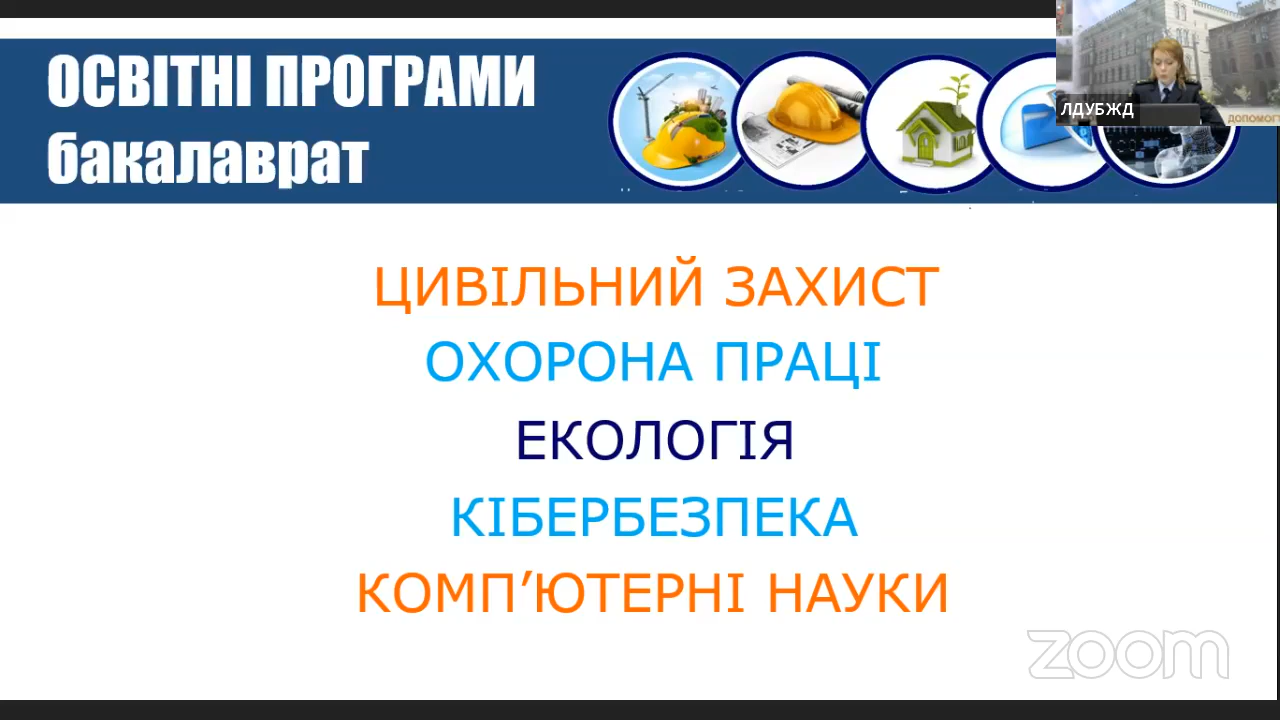 ОСВІТНІ ПРОГРАМИ
бакалаврат
ЛДУБЖД
ЦИВІЛЬНИЙ ЗАХИСТ
ОХОРОНА ПРАЦІ
ЕКОЛОГІЯ
КІБЕРБЕЗПЕКА
КОМП’ЮТЕРНІ НАУКИ
zoom